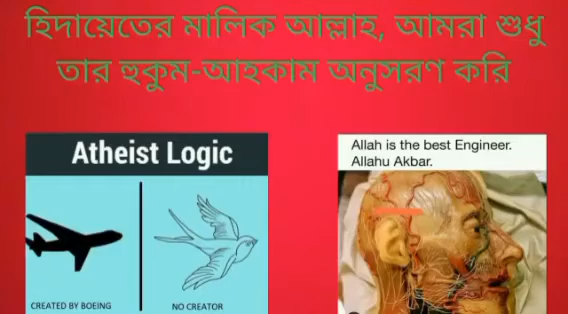 হিদায়েতের মালিক আল্লাহ, আমরা শুধু
তার হুকুম-আহকাম অনুসরণ করি
Atheist Logic
CREATED BY BOEING
NO CREATOR
Allah is the best Engineer.
Allahu Akbar.